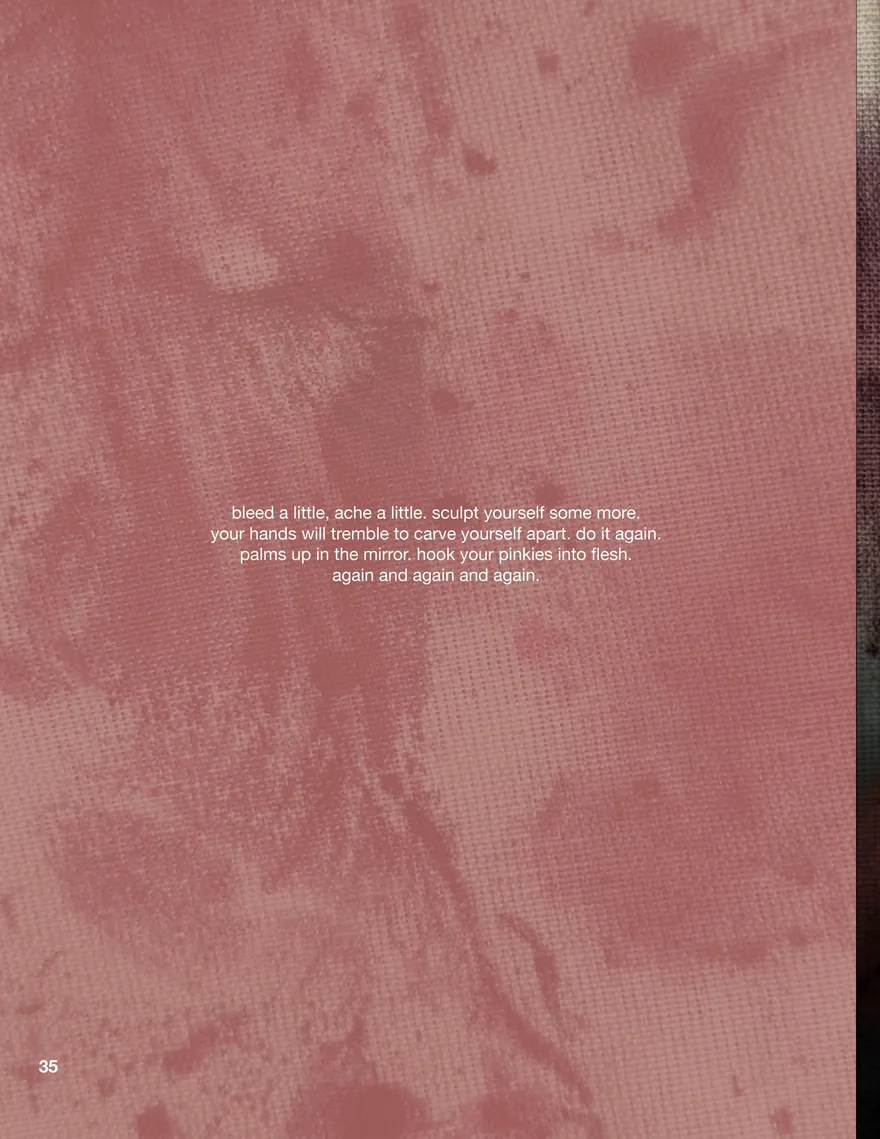 bleed a little, ache a little. sculpt yourself some more.
your hands will tremble to carve yourself apart. do it again.
palms up in the mirror. hook your pinkies into flesh.
again and again and again.
35